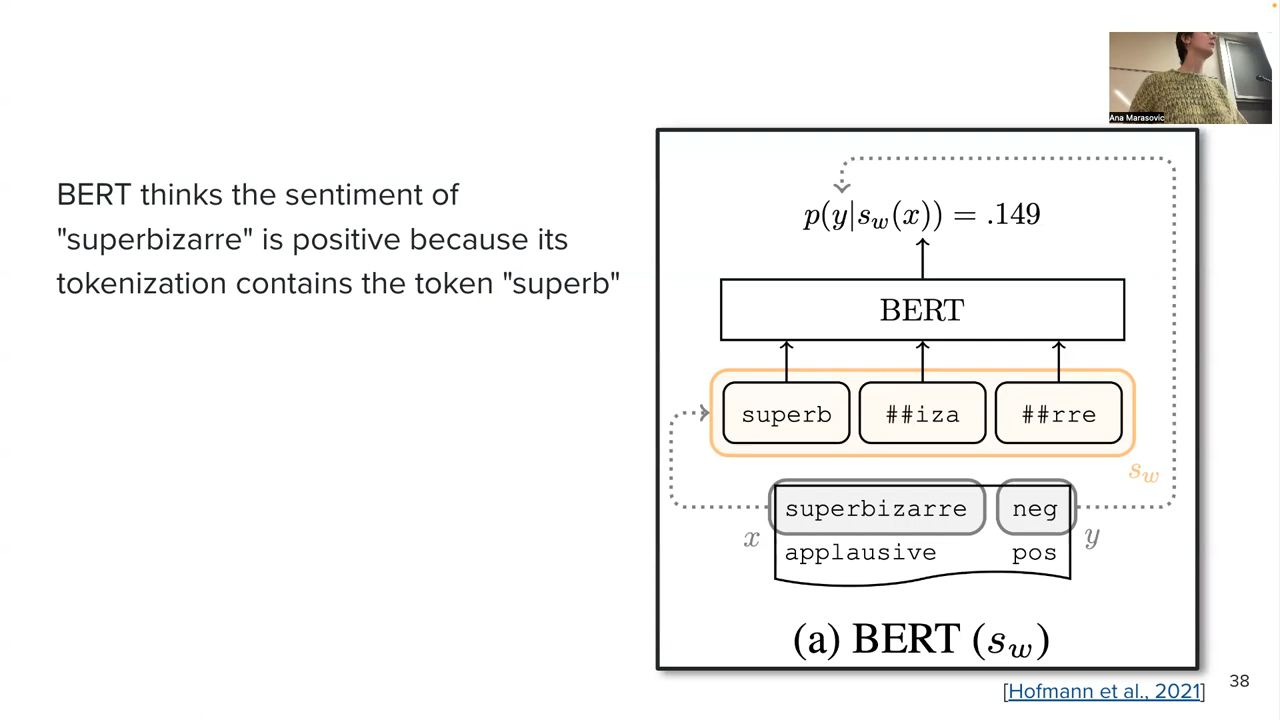 Ana Marasovic
BERT thinks the sentiment of
"superbizarre" is positive because its
tokenization contains the token "superb"
p(y|s_w(x)) = .149
BERT
superb ##iza ##rre
s_w
superbizarre neg
x y
applausive pos
(a) BERT (s_w)
[Hofmann et al., 2021]
38